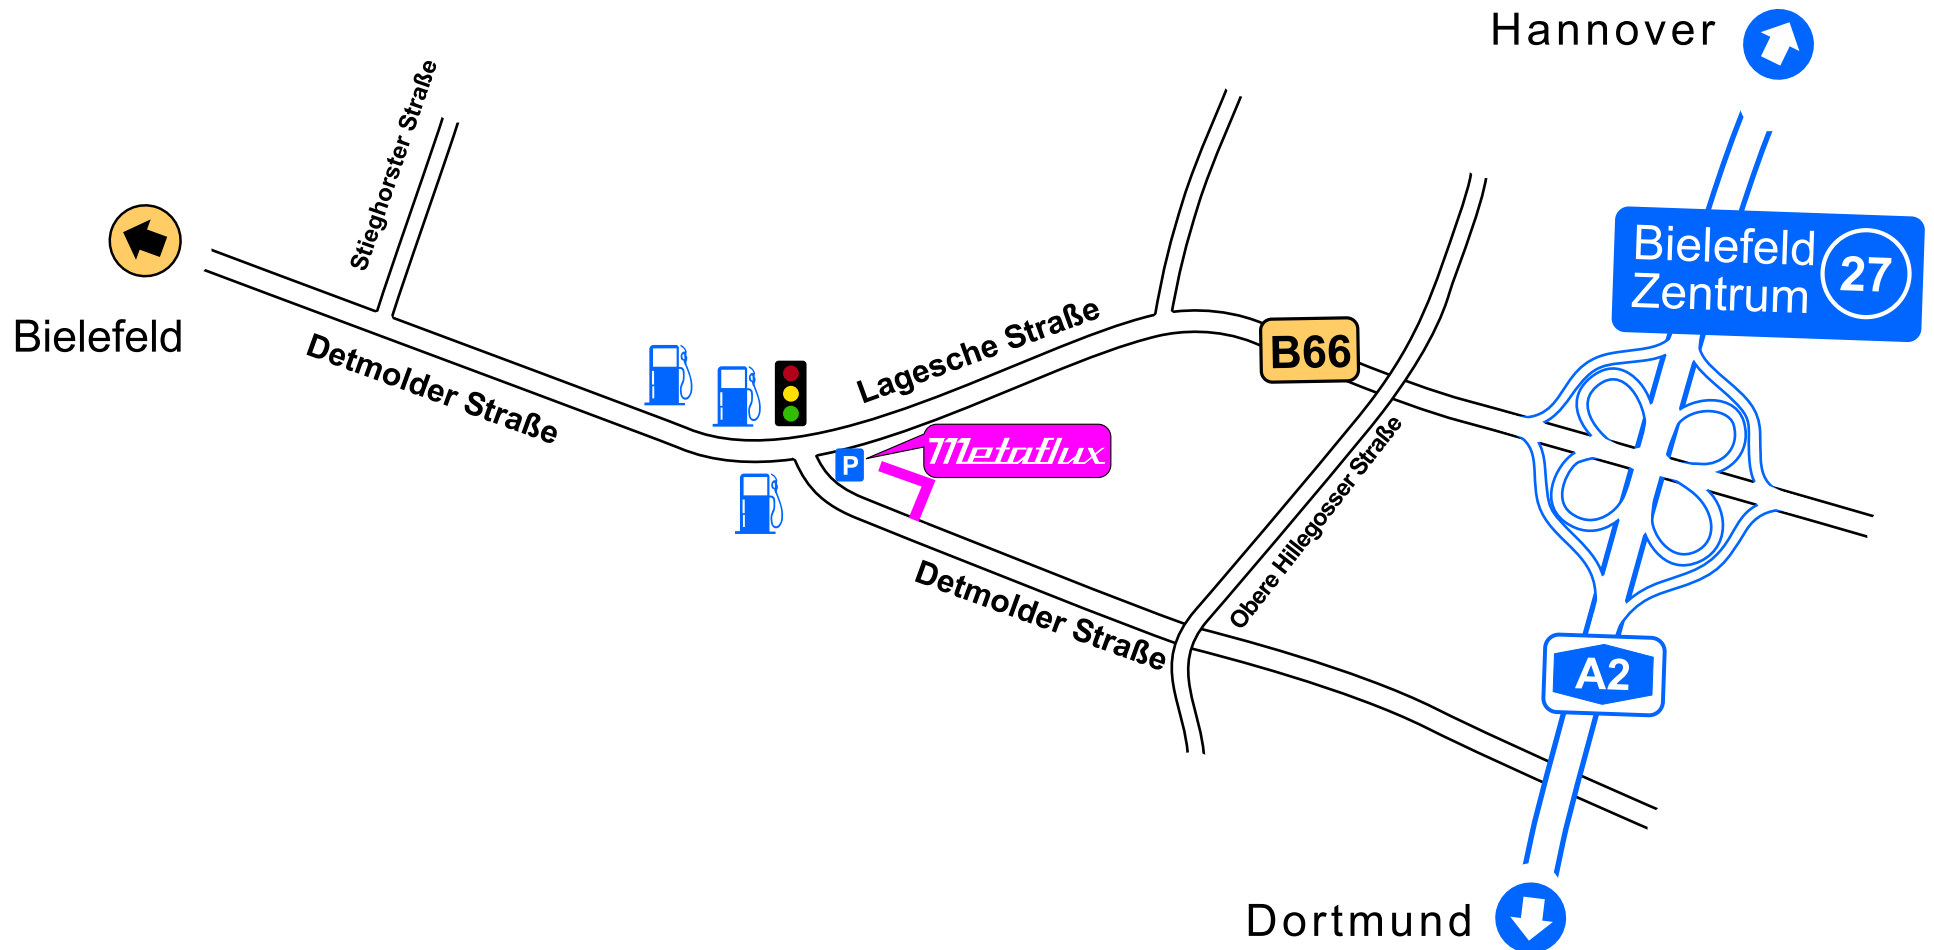 Hannover
Stieghorster Straße
Bielefeld
Zentrum
27
Bielefeld
Detmolder Straße
Lagesche Straße
B66
P
Metaflux
Obere Hillegosser Straße
Detmolder Straße
A2
Dortmund